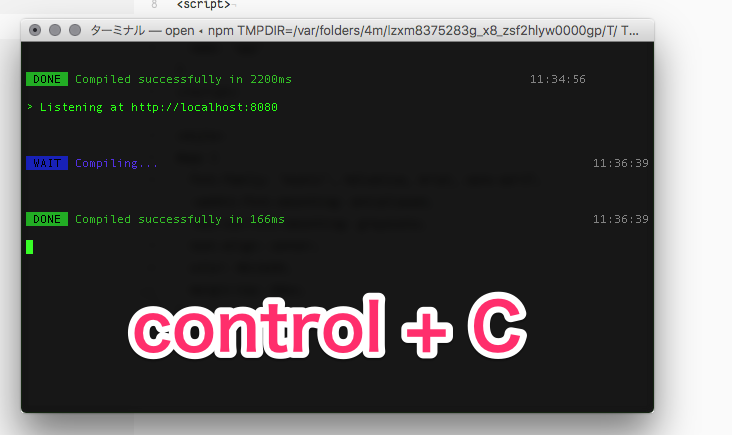 8 <script>
ターミナル — open ◂ npm TMPDIR=/var/folders/4m/lzxm8375283g_x8_zsf2hlyw0000gp/T/ T...
DONE Compiled successfully in 2200ms 11:34:56
> Listening at http://localhost:8080
WAIT Compiling... 11:36:39
DONE Compiled successfully in 166ms 11:36:39
control + C